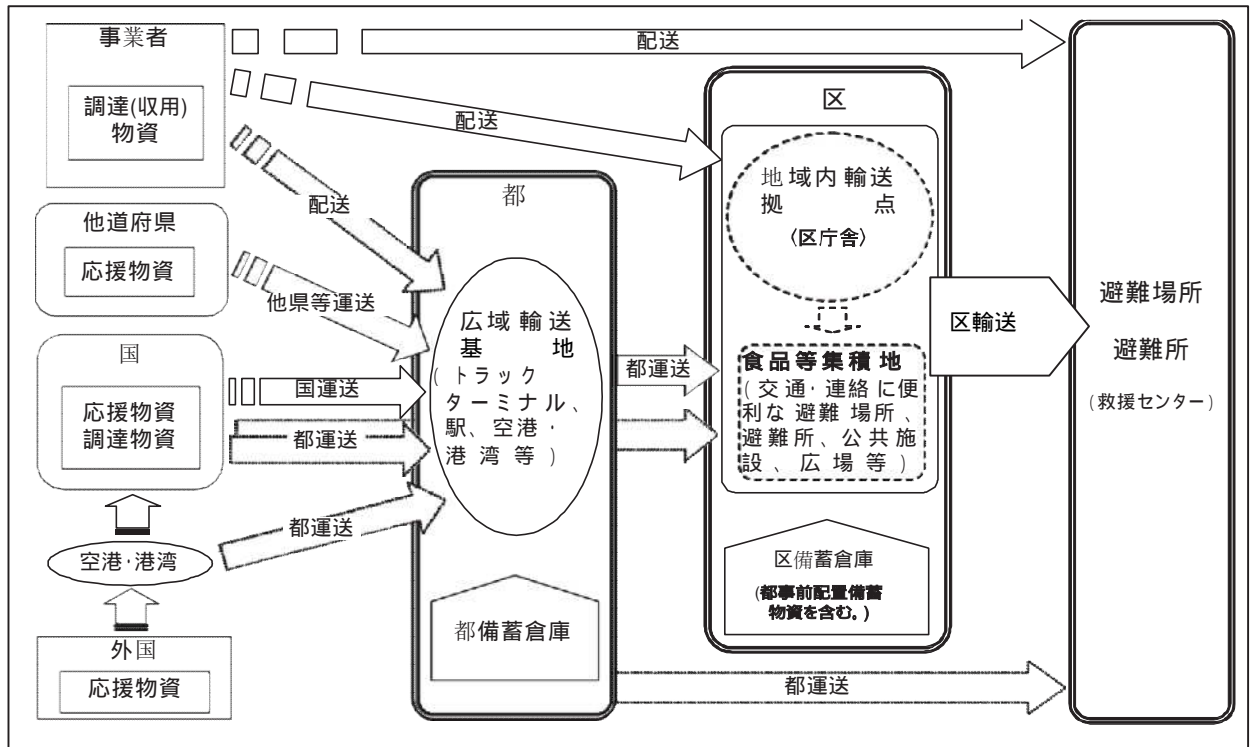 事業者
調達(収用)
物資
配送
配送
配送
他道府県
応援物資
他県等運送
国
応援物資
調達物資
国運送
都運送
空港・港湾
都運送
外国
応援物資
都
広域輸送
基地
(トラック
ターミナル、
駅、空港・
港湾等)
都備蓄倉庫
都運送
都運送
区
地域内輸送
拠点
〈区庁舎〉
食品等集積地
(交通・連絡に便
利な避難場所、
避難所、公共施
設、広場等)
区備蓄倉庫
(都事前配置備蓄
物資を含む。)
区輸送
避難場所
避難所
(救援センター)